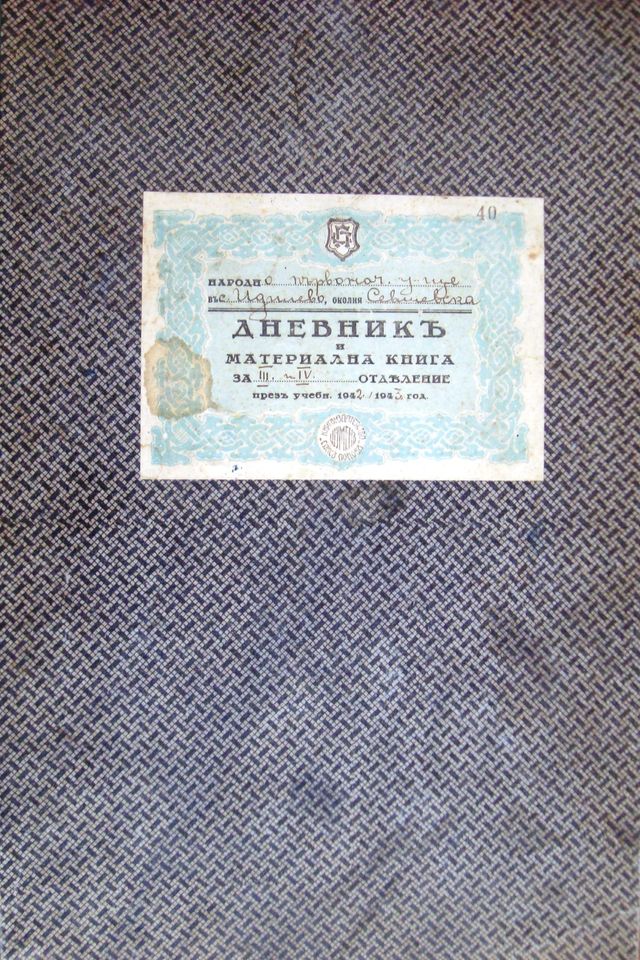 40
НАРОДНО първонач. у-ще
въ с. Идилево, околия Севлиевска
ДНЕВНИКЪ
и
МАТЕРИАЛНА КНИГА
ЗА III. и IV. ОТДѢЛЕНИЕ
презъ учебн. 1942/1943 год.